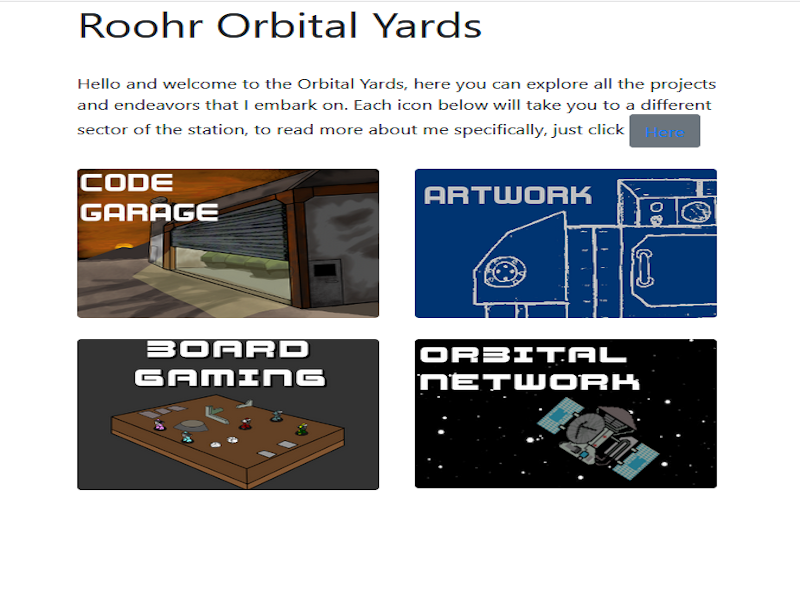 Roohr Orbital Yards
Hello and welcome to the Orbital Yards, here you can explore all the projects
and endeavors that I embark on. Each icon below will take you to a different
sector of the station, to read more about me specifically, just click Here
CODE
GARAGE
ARTWORK
BOARD
GAMING
ORBITAL
NETWORK